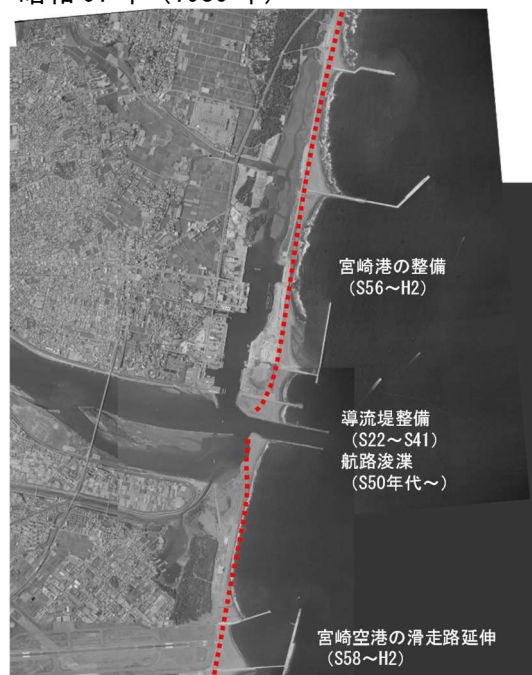 宮崎港の整備
（S56～H2）
導流堤整備
（S22～S41）
航路浚渫
（S50年代～）
宮崎空港の滑走路延伸
（S58～H2）